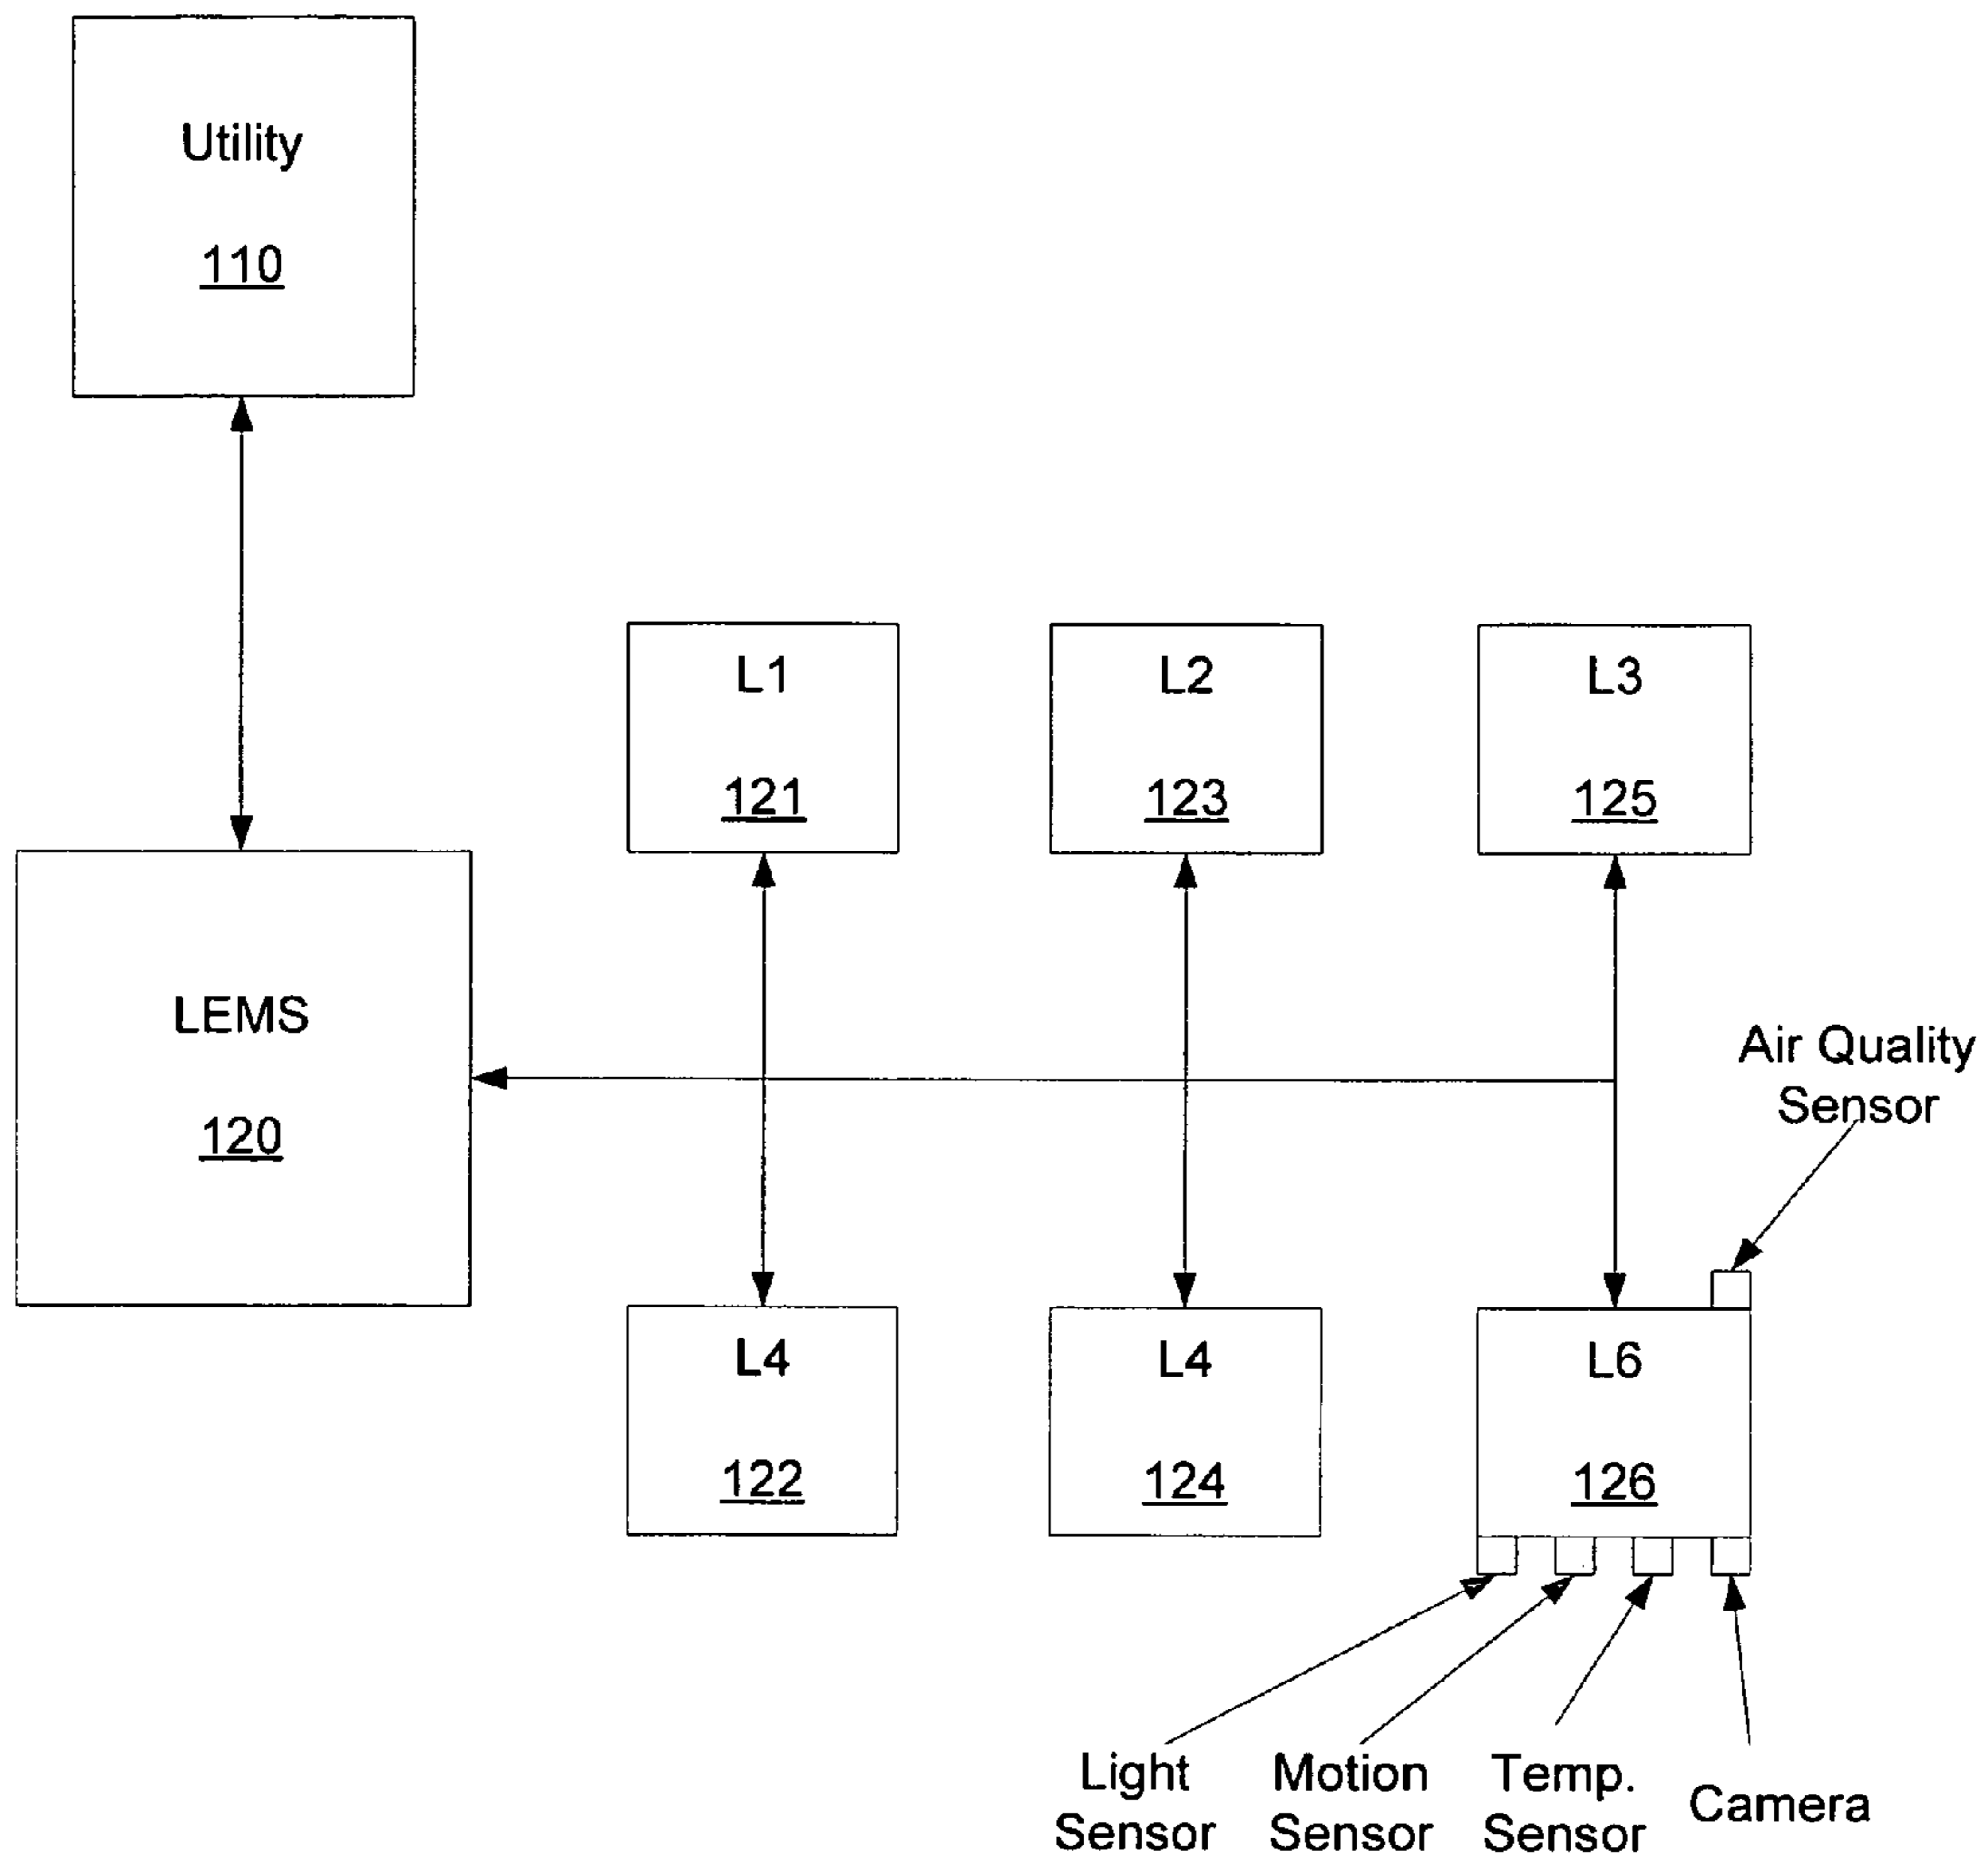 Utility
110
L1
121
L2
123
L3
125
LEMS
120
Air Quality
Sensor
L4
122
L4
124
L6
126
Light
Sensor
Motion
Sensor
Temp.
Sensor
Camera